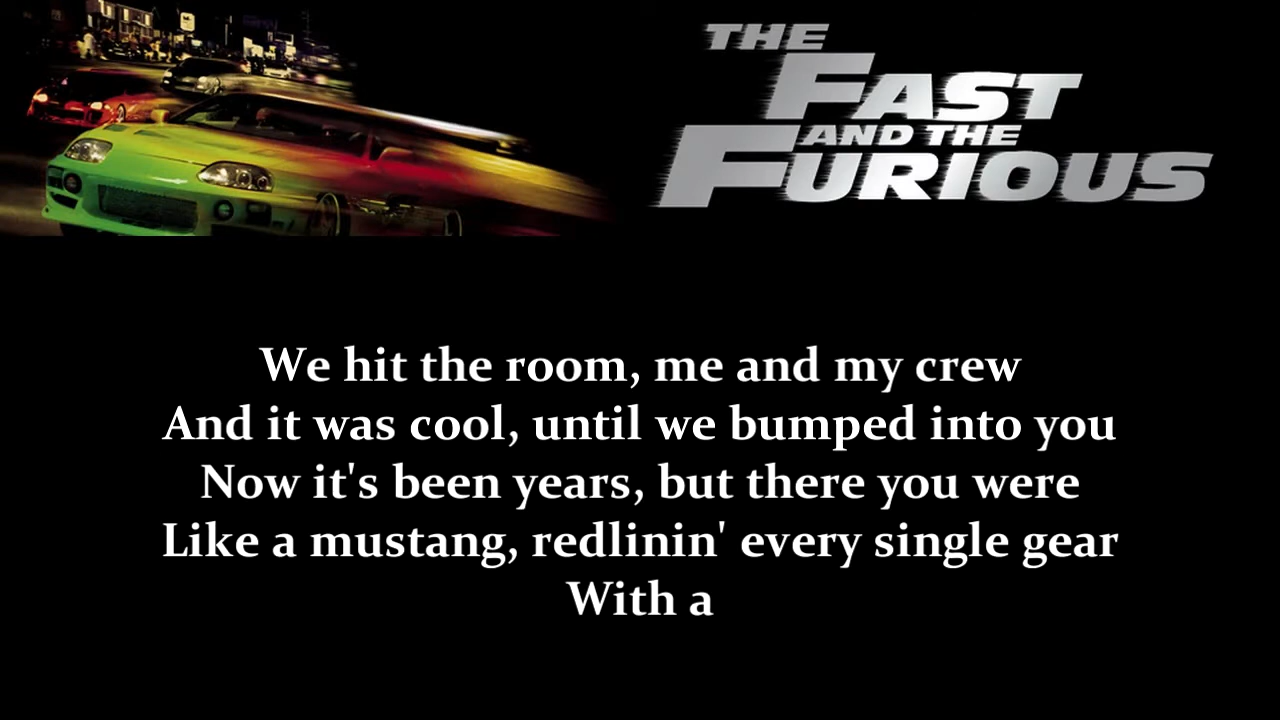 THE
FAST
AND THE
FURIOUS
We hit the room, me and my crew
And it was cool, until we bumped into you
Now it's been years, but there you were
Like a mustang, redlinin' every single gear
With a